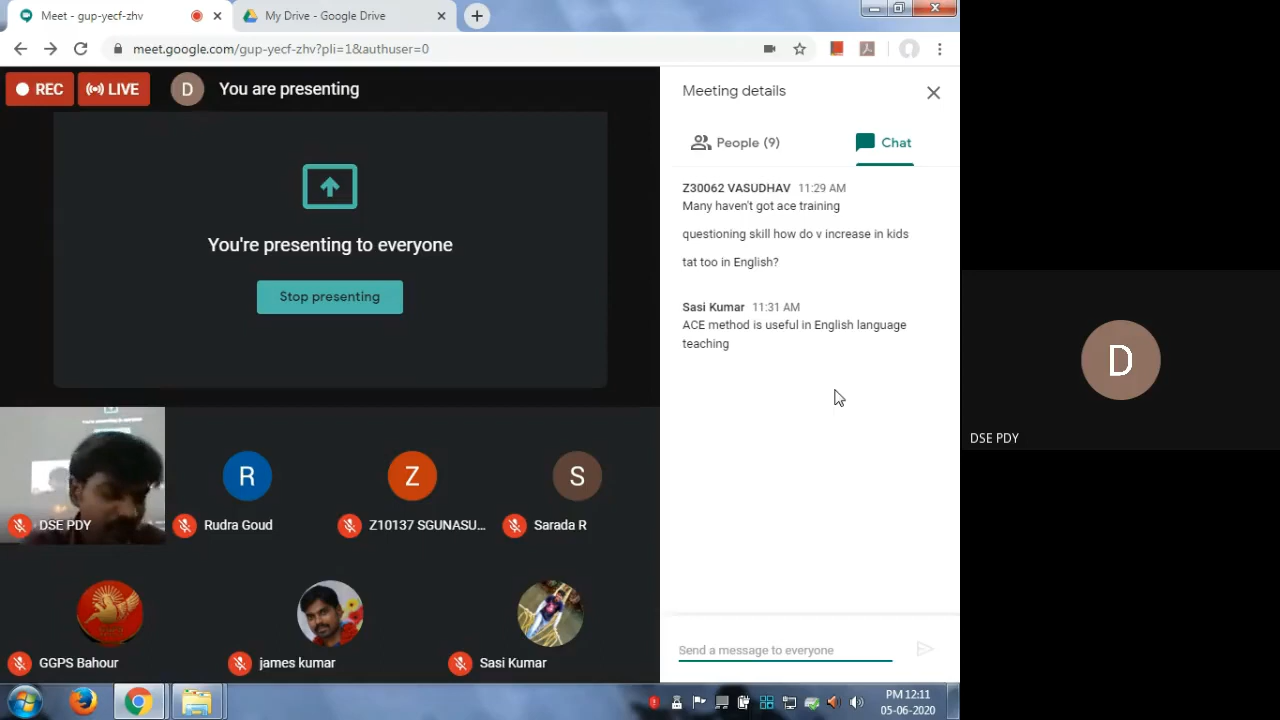 Meet - gup-yecf-zhv
My Drive - Google Drive
meet.google.com/gup-yecf-zhv?pli=1&authuser=0
REC
LIVE
D
You are presenting
You're presenting to everyone
Stop presenting
DSE PDY
R
Rudra Goud
Z
Z10137 SGUNASU...
S
Sarada R
GGPS Bahour
james kumar
Sasi Kumar
Meeting details
People (9)
Chat
Z30062 VASUDHAV 11:29 AM
Many haven't got ace training
questioning skill how do v increase in kids
tat too in English?
Sasi Kumar 11:31 AM
ACE method is useful in English language
teaching
Send a message to everyone
PM 12:11
05-06-2020
D
DSE PDY